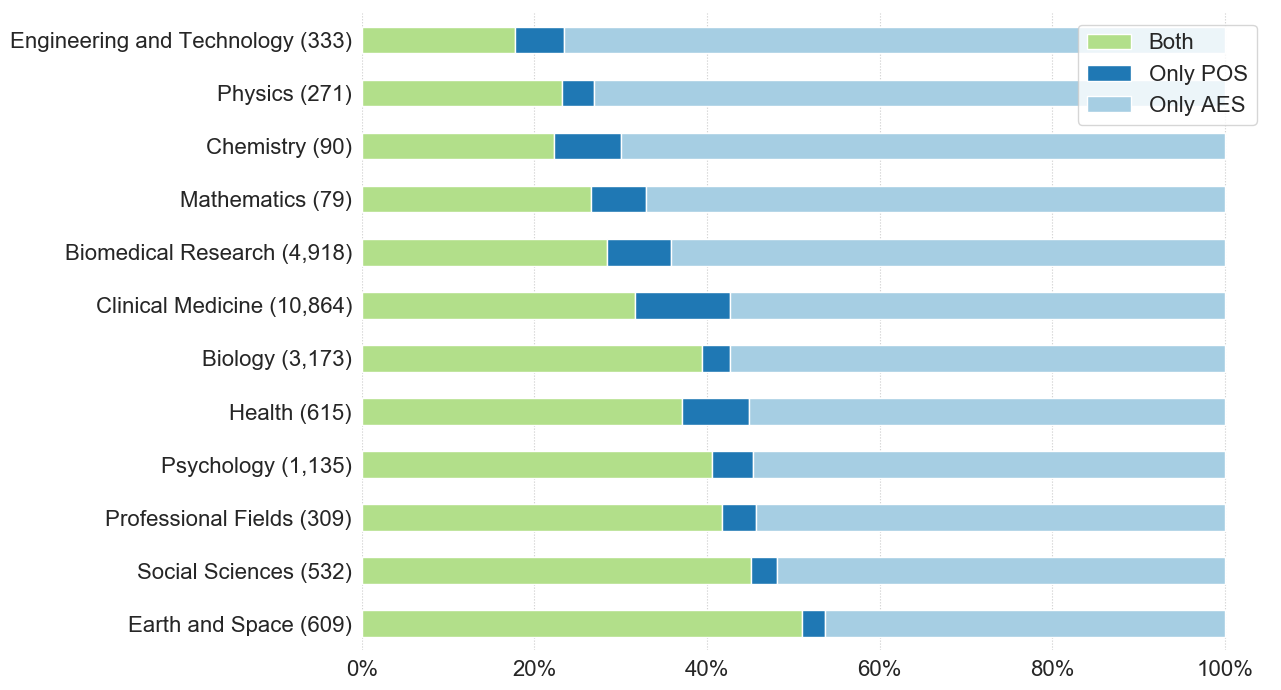 Engineering and Technology (333)
Physics (271)
Chemistry (90)
Mathematics (79)
Biomedical Research (4,918)
Clinical Medicine (10,864)
Biology (3,173)
Health (615)
Psychology (1,135)
Professional Fields (309)
Social Sciences (532)
Earth and Space (609)
0% 20% 40% 60% 80% 100%
Both
Only POS
Only AES